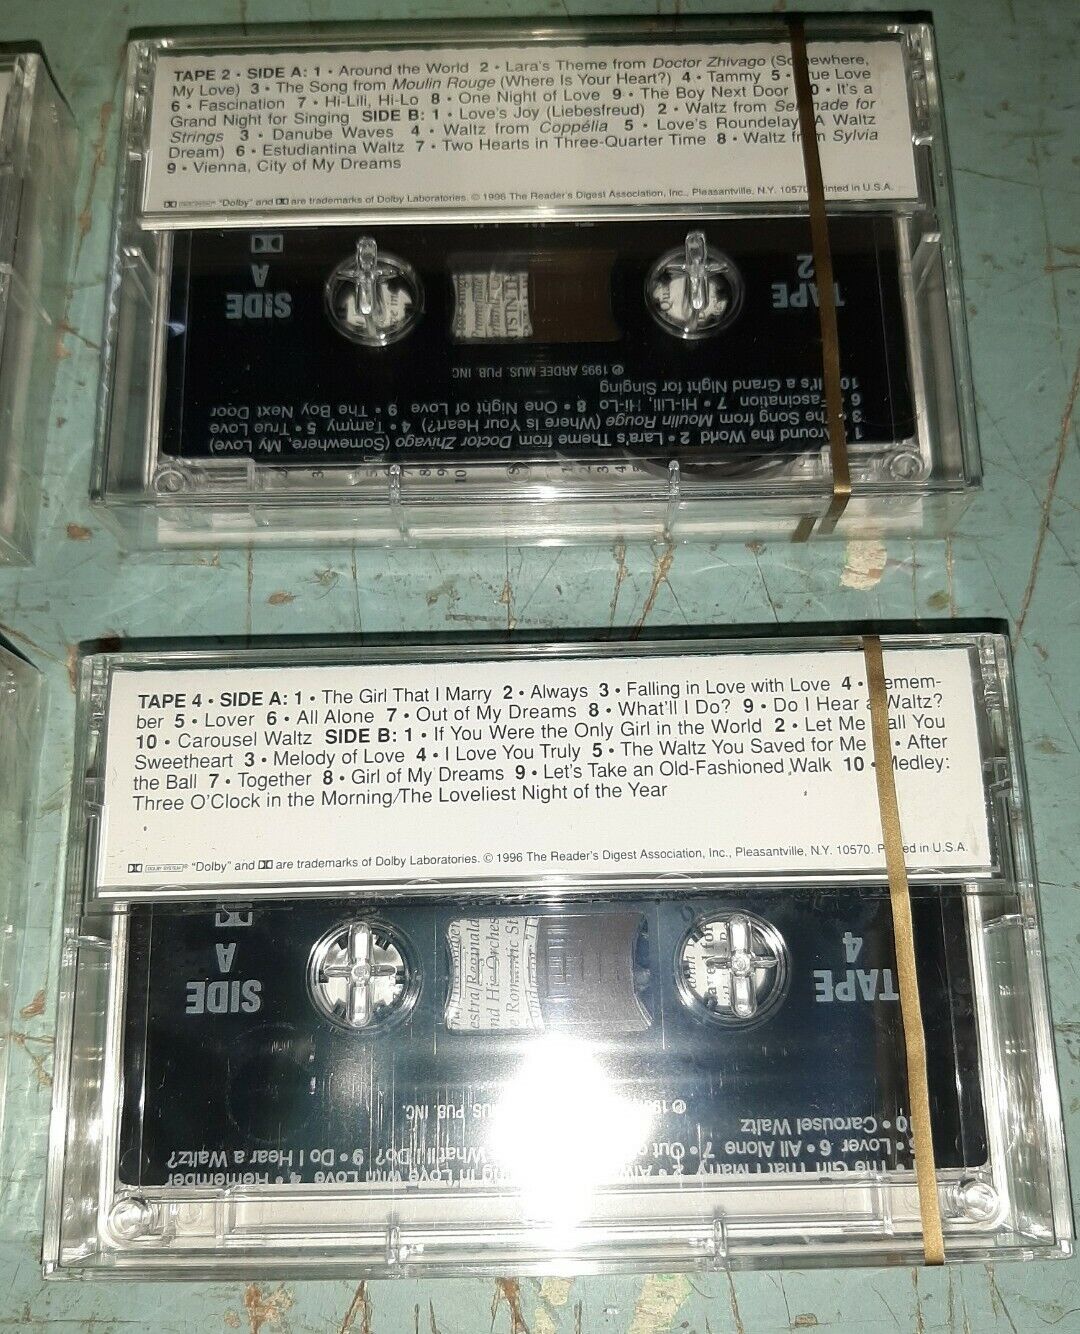 TAPE 2 • SIDE A: 1 • Around the World 2 • Lara's Theme from Doctor Zhivago (Somewhere,
My Love) 3 • The Song from Moulin Rouge (Where Is Your Heart?) 4 • Tammy 5 • True Love
6 • Fascination 7 • Hi-Lili, Hi-Lo 8 • One Night of Love 9 • The Boy Next Door 10 • It's a
Grand Night for Singing SIDE B: 1 • Love's Joy (Liebesfreud) 2 • Waltz from Serenade for
Strings 3 • Danube Waves 4 • Waltz from Coppélia 5 • Love's Roundelay (A Waltz
Dream) 6 • Estudiantina Waltz 7 • Two Hearts in Three-Quarter Time 8 • Waltz from Sylvia
9 • Vienna, City of My Dreams
"Dolby" and are trademarks of Dolby Laboratories. © 1996 The Reader's Digest Association, Inc., Pleasantville, N.Y. 10570. Printed in U.S.A.
1 • Around the World 2 • Lara's Theme from Doctor Zhivago (Somewhere, My Love)
3 • The Song from Moulin Rouge (Where Is Your Heart?) 4 • Tammy 5 • True Love
6 • Fascination 7 • Hi-Lili, Hi-Lo 8 • One Night of Love 9 • The Boy Next Door
10 • It's a Grand Night for Singing
℗ 1995 ARDEE MUS. PUB. INC
TAPE 2
SIDE A
TAPE 4 • SIDE A: 1 • The Girl That I Marry 2 • Always 3 • Falling in Love with Love 4 • Remem-
ber 5 • Lover 6 • All Alone 7 • Out of My Dreams 8 • What'll I Do? 9 • Do I Hear a Waltz?
10 • Carousel Waltz SIDE B: 1 • If You Were the Only Girl in the World 2 • Let Me Call You
Sweetheart 3 • Melody of Love 4 • I Love You Truly 5 • The Waltz You Saved for Me • After
the Ball 7 • Together 8 • Girl of My Dreams 9 • Let's Take an Old-Fashioned Walk 10 • Medley:
Three O'Clock in the Morning/The Loveliest Night of the Year
DOLBY SYSTEM® "Dolby" and are trademarks of Dolby Laboratories. © 1996 The Reader's Digest Association, Inc., Pleasantville, N.Y. 10570. Printed in U.S.A.
• The Girl That I Marry 2 • in Love with Love 4 • Remember
• Lover 6 • All Alone 7 • Out What'll I Do? 9 • Do I Hear a Waltz?
10 • Carousel Waltz
MUS. PUB. INC.
TAPE 4
SIDE A